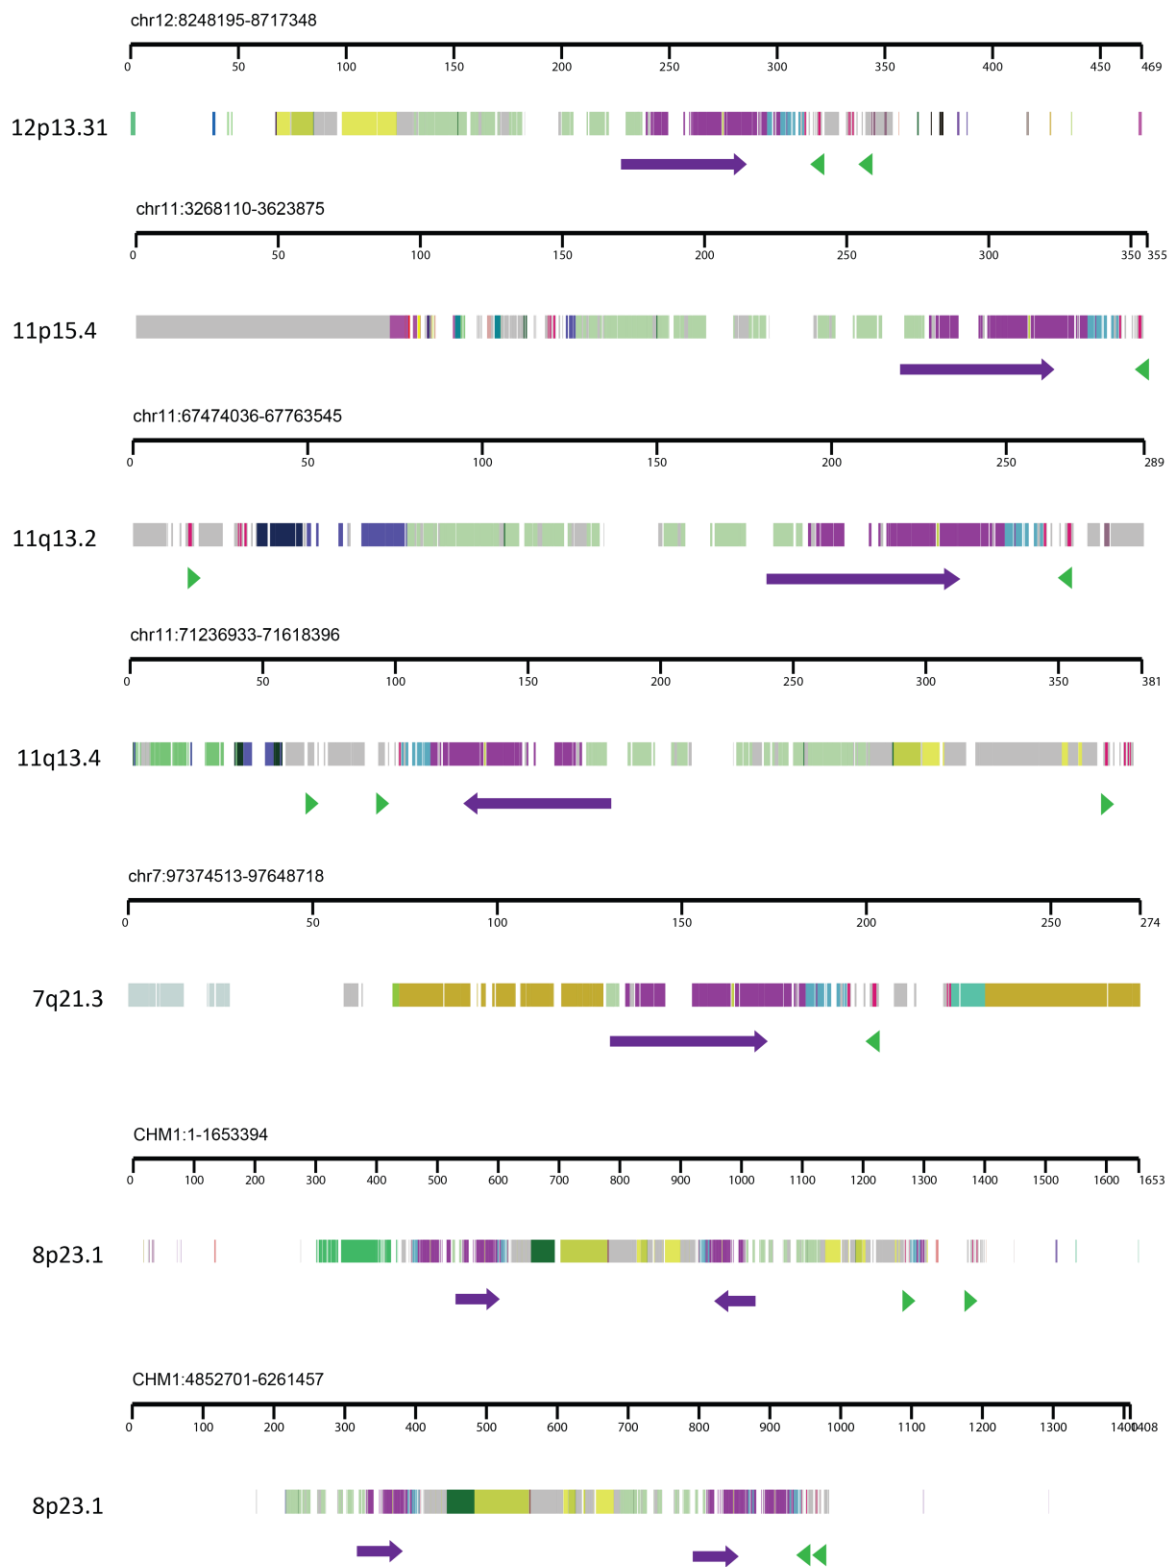 chr12:8248195-8717348
0 50 100 150 200 250 300 350 400 450 469
12p13.31
chr11:3268110-3623875
0 50 100 150 200 250 300 350 355
11p15.4
chr11:67474036-67763545
0 50 100 150 200 250 289
11q13.2
chr11:71236933-71618396
0 50 100 150 200 250 300 350 381
11q13.4
chr7:97374513-97648718
0 50 100 150 200 250 274
7q21.3
CHM1:1-1653394
0 100 200 300 400 500 600 700 800 900 1000 1100 1200 1300 1400 1500 1600 1653
8p23.1
CHM1:4852701-6261457
0 100 200 300 400 500 600 700 800 900 1000 1100 1200 1300 1400 1408
8p23.1